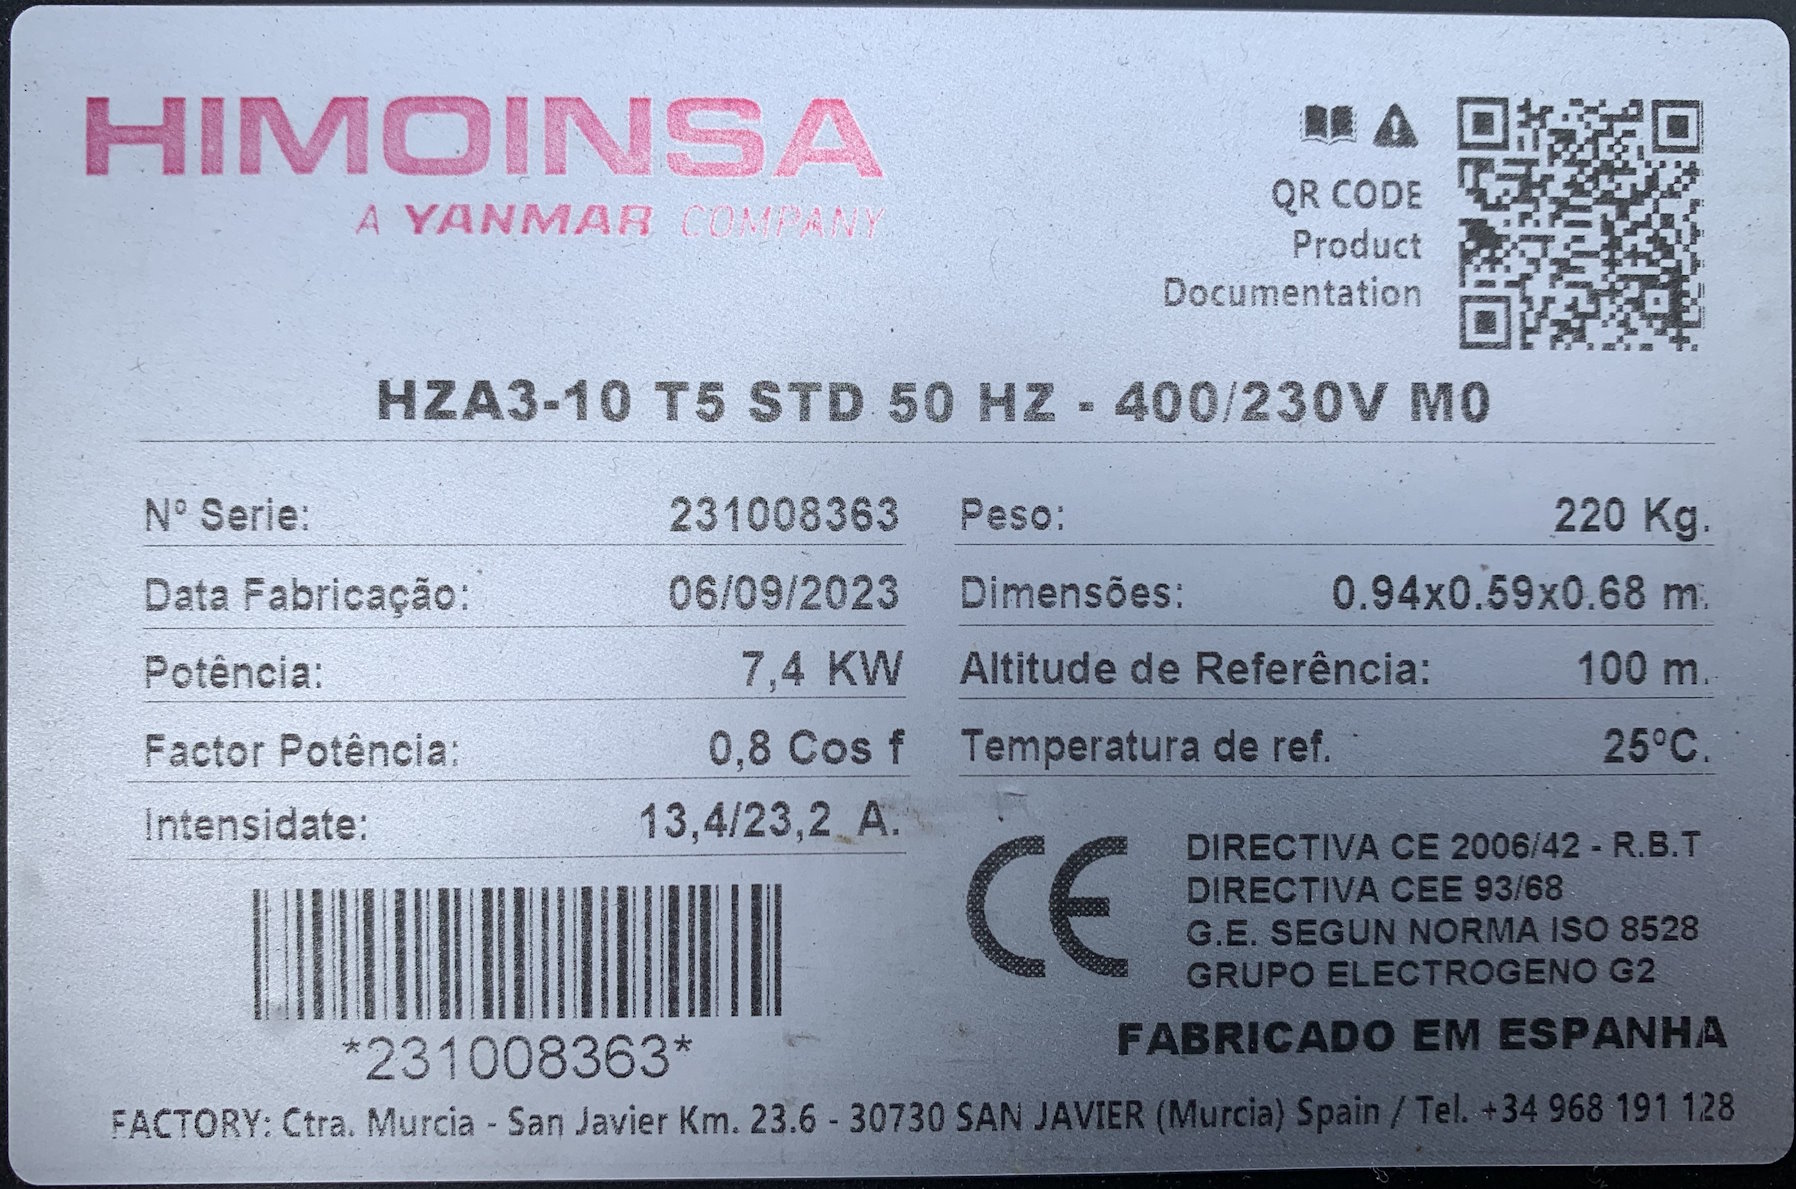 HIMOINSA
A YANMAR COMPANY
QR CODE
Product
Documentation
HZA3-10 T5 STD 50 HZ - 400/230V M0
Nº Serie: 231008363
Peso: 220 Kg.
Data Fabricação: 06/09/2023
Dimensões: 0.94x0.59x0.68 m.
Potência: 7,4 KW
Altitude de Referência: 100 m.
Factor Potência: 0,8 Cos f
Temperatura de ref. 25ºC.
Intensidate: 13,4/23,2 A.
CE
DIRECTIVA CE 2006/42 - R.B.T
DIRECTIVA CEE 93/68
G.E. SEGUN NORMA ISO 8528
GRUPO ELECTROGENO G2
*231008363*
FABRICADO EM ESPANHA
FACTORY: Ctra. Murcia - San Javier Km. 23.6 - 30730 SAN JAVIER (Murcia) Spain / Tel. +34 968 191 128